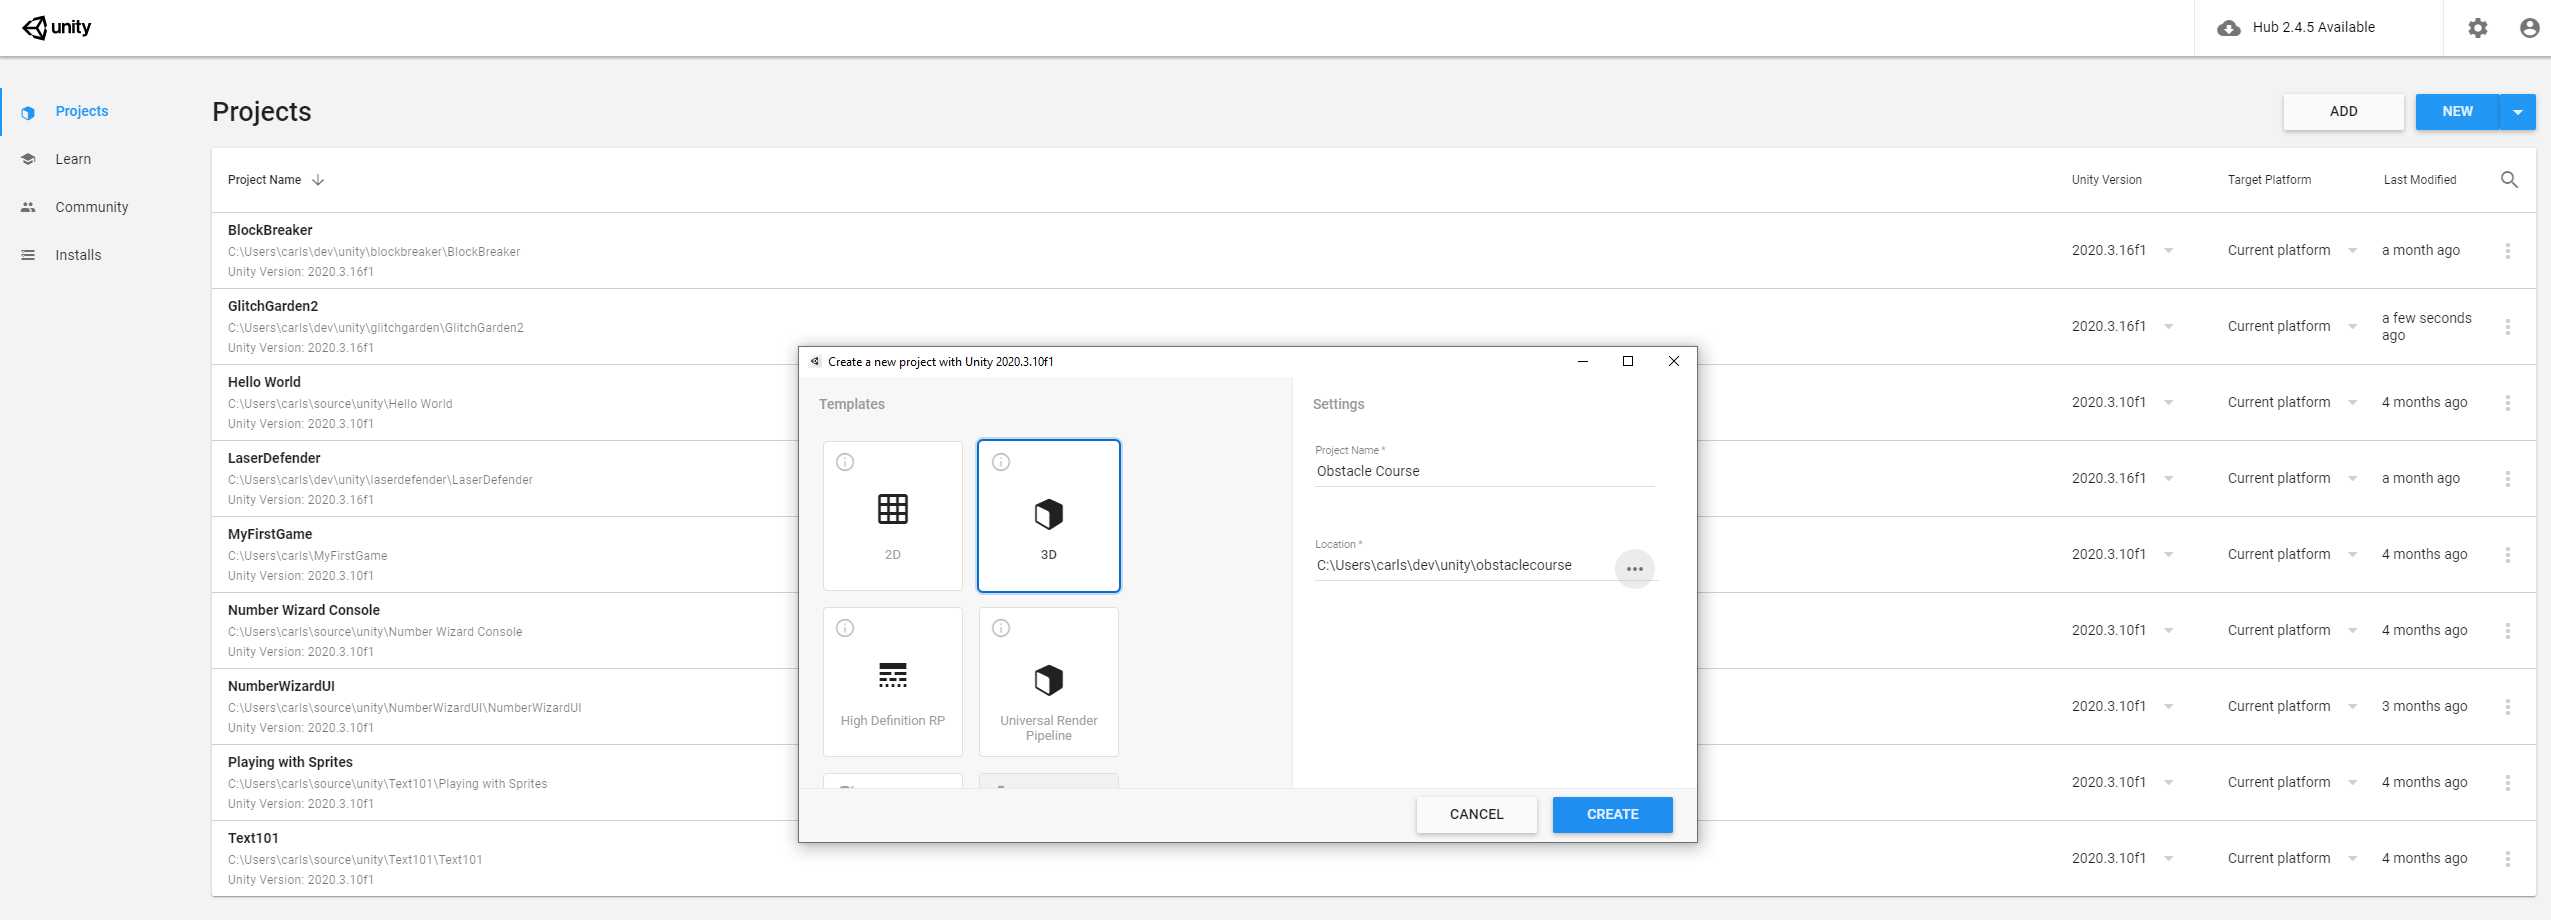 unity
Hub 2.4.5 Available
Projects
Learn
Community
Installs
Projects
ADD
NEW
Project Name
Unity Version
Target Platform
Last Modified
BlockBreaker
C:\Users\carls\dev\unity\blockbreaker\BlockBreaker
Unity Version: 2020.3.16f1
2020.3.16f1
Current platform
a month ago
GlitchGarden2
C:\Users\carls\dev\unity\glitchgarden\GlitchGarden2
Unity Version: 2020.3.16f1
2020.3.16f1
Current platform
a few seconds
ago
Hello World
C:\Users\carls\source\unity\Hello World
Unity Version: 2020.3.10f1
2020.3.10f1
Current platform
4 months ago
LaserDefender
C:\Users\carls\dev\unity\laserdefender\LaserDefender
Unity Version: 2020.3.16f1
2020.3.16f1
Current platform
a month ago
MyFirstGame
C:\Users\carls\MyFirstGame
Unity Version: 2020.3.10f1
2020.3.10f1
Current platform
4 months ago
Number Wizard Console
C:\Users\carls\source\unity\Number Wizard Console
Unity Version: 2020.3.10f1
2020.3.10f1
Current platform
4 months ago
NumberWizardUI
C:\Users\carls\source\unity\NumberWizardUI\NumberWizardUI
Unity Version: 2020.3.10f1
2020.3.10f1
Current platform
3 months ago
Playing with Sprites
C:\Users\carls\source\unity\Text101\Playing with Sprites
Unity Version: 2020.3.10f1
2020.3.10f1
Current platform
4 months ago
Text101
C:\Users\carls\source\unity\Text101\Text101
Unity Version: 2020.3.10f1
2020.3.10f1
Current platform
4 months ago
Create a new project with Unity 2020.3.10f1
Templates
2D
3D
High Definition RP
Universal Render
Pipeline
Settings
Project Name *
Obstacle Course
Location *
C:\Users\carls\dev\unity\obstaclecourse
CANCEL
CREATE